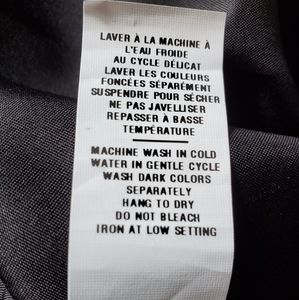 LAVER À LA MACHINE À
L'EAU FROIDE
AU CYCLE DÉLICAT
LAVER LES COULEURS
FONCÉES SÉPARÉMENT
SUSPENDRE POUR SÉCHER
NE PAS JAVELLISER
REPASSER À BASSE
TEMPÉRATURE
MACHINE WASH IN COLD
WATER IN GENTLE CYCLE
WASH DARK COLORS
SEPARATELY
HANG TO DRY
DO NOT BLEACH
IRON AT LOW SETTING